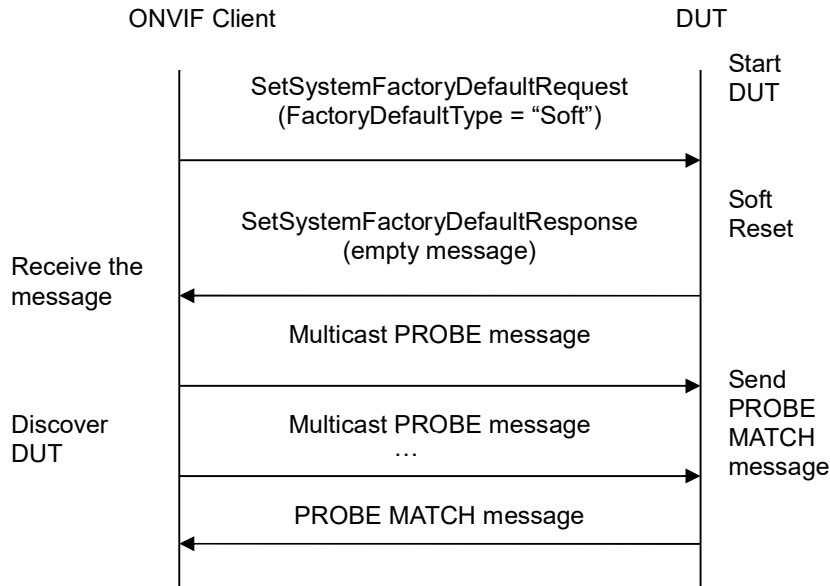 ONVIF Client
DUT
Start
DUT
SetSystemFactoryDefaultRequest
(FactoryDefaultType = “Soft”)
Soft
Reset
SetSystemFactoryDefaultResponse
(empty message)
Receive the
message
Multicast PROBE message
Send
PROBE
MATCH
message
Discover
DUT
Multicast PROBE message
…
PROBE MATCH message